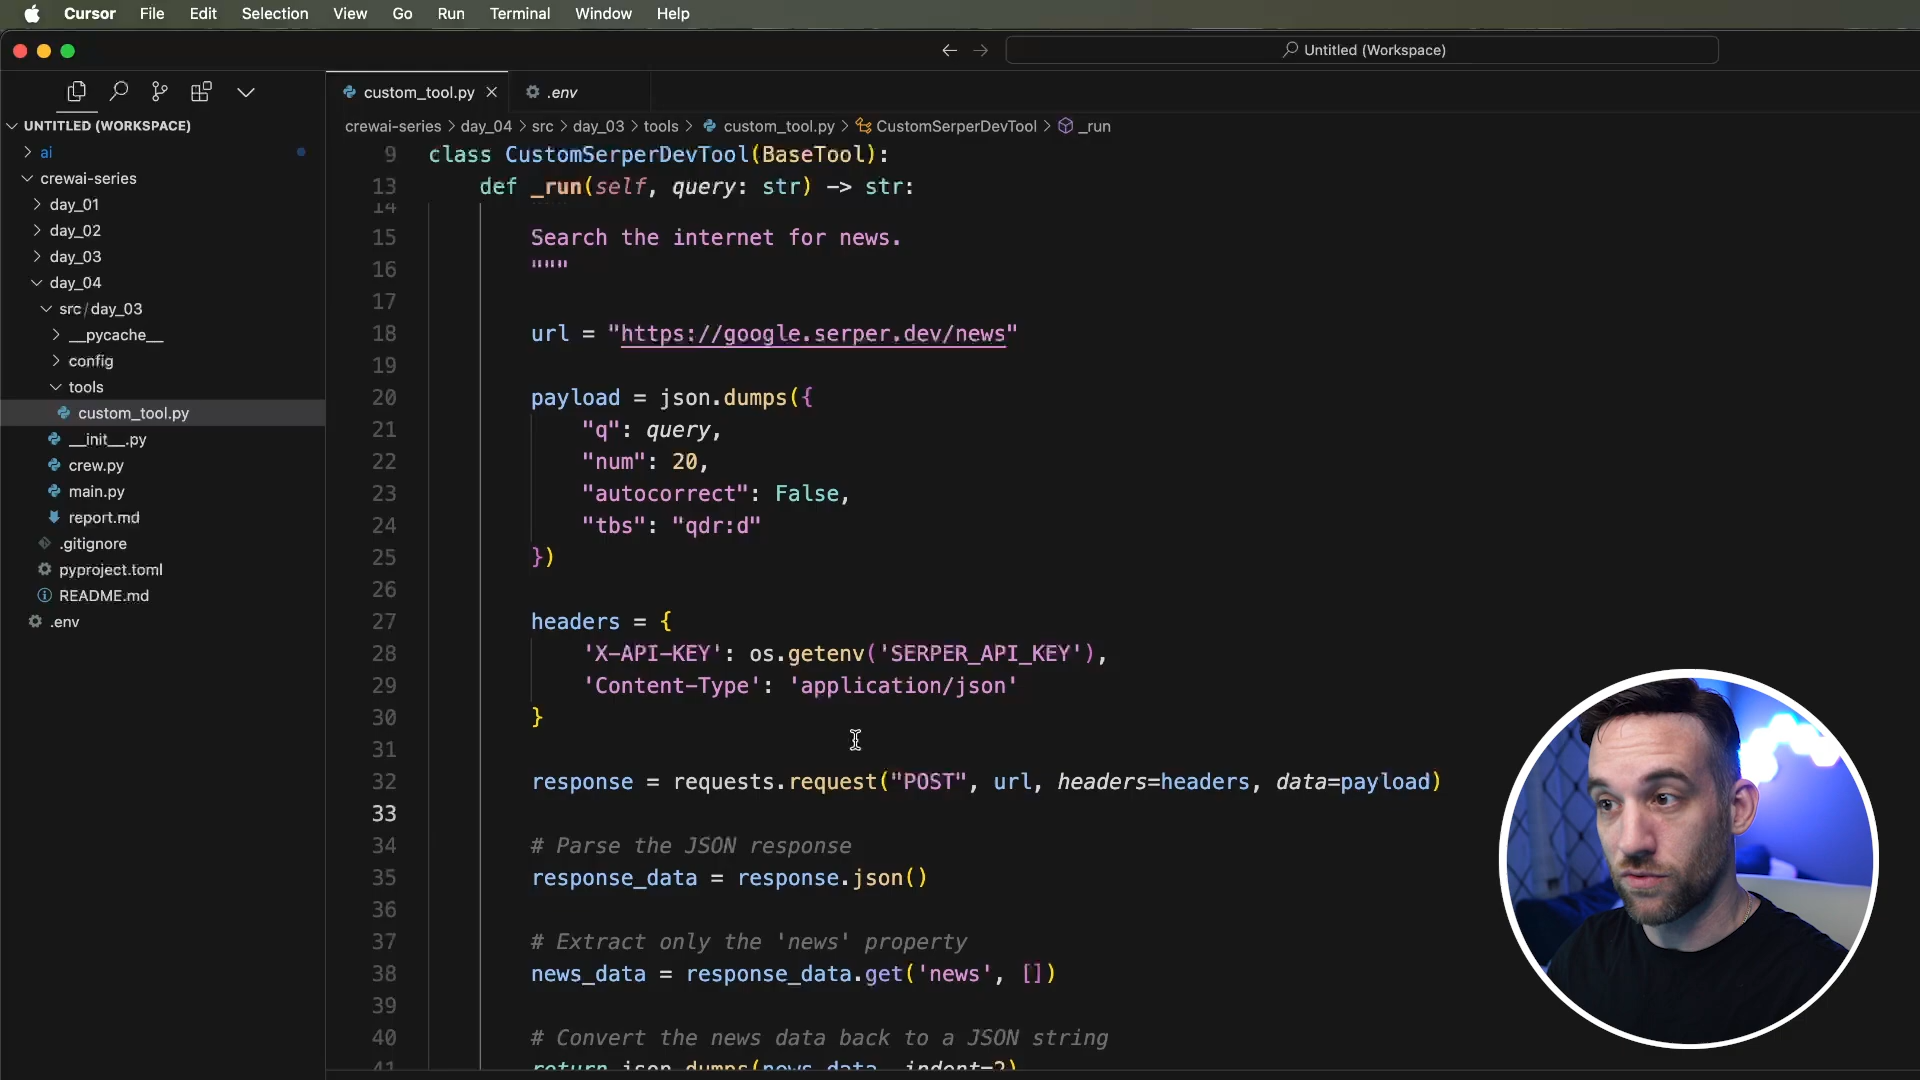 Cursor File Edit Selection View Go Run Terminal Window Help
Untitled (Workspace)
custom_tool.py
.env
UNTITLED (WORKSPACE)
ai
crewai-series
day_01
day_02
day_03
day_04
src/day_03
__pycache__
config
tools
custom_tool.py
__init__.py
crew.py
main.py
report.md
.gitignore
pyproject.toml
README.md
.env
crewai-series > day_04 > src > day_03 > tools > custom_tool.py > CustomSerperDevTool > _run
9 class CustomSerperDevTool(BaseTool):
13 def _run(self, query: str) -> str:
14
15 Search the internet for news.
16 """
17
18 url = "https://google.serper.dev/news"
19
20 payload = json.dumps({
21 "q": query,
22 "num": 20,
23 "autocorrect": False,
24 "tbs": "qdr:d"
25 })
26
27 headers = {
28 'X-API-KEY': os.getenv('SERPER_API_KEY'),
29 'Content-Type': 'application/json'
30 }
31
32 response = requests.request("POST", url, headers=headers, data=payload)
33
34 # Parse the JSON response
35 response_data = response.json()
36
37 # Extract only the 'news' property
38 news_data = response_data.get('news', [])
39
40 # Convert the news data back to a JSON string
41 return json.dumps(news_data, indent=2)